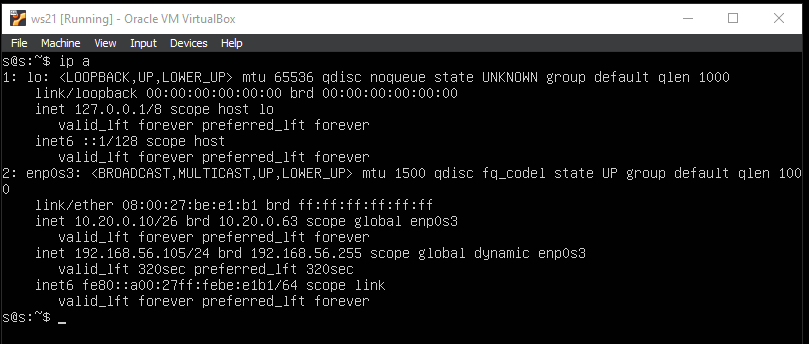 ws21 [Running] - Oracle VM VirtualBox
File Machine View Input Devices Help
s@s:~$ ip a
1: lo: <LOOPBACK,UP,LOWER_UP> mtu 65536 qdisc noqueue state UNKNOWN group default qlen 1000
    link/loopback 00:00:00:00:00:00 brd 00:00:00:00:00:00
    inet 127.0.0.1/8 scope host lo
       valid_lft forever preferred_lft forever
    inet6 ::1/128 scope host
       valid_lft forever preferred_lft forever
2: enp0s3: <BROADCAST,MULTICAST,UP,LOWER_UP> mtu 1500 qdisc fq_codel state UP group default qlen 100
0
    link/ether 08:00:27:be:e1:b1 brd ff:ff:ff:ff:ff:ff
    inet 10.20.0.10/26 brd 10.20.0.63 scope global enp0s3
       valid_lft forever preferred_lft forever
    inet 192.168.56.105/24 brd 192.168.56.255 scope global dynamic enp0s3
       valid_lft 320sec preferred_lft 320sec
    inet6 fe80::a00:27ff:febe:e1b1/64 scope link
       valid_lft forever preferred_lft forever
s@s:~$ _